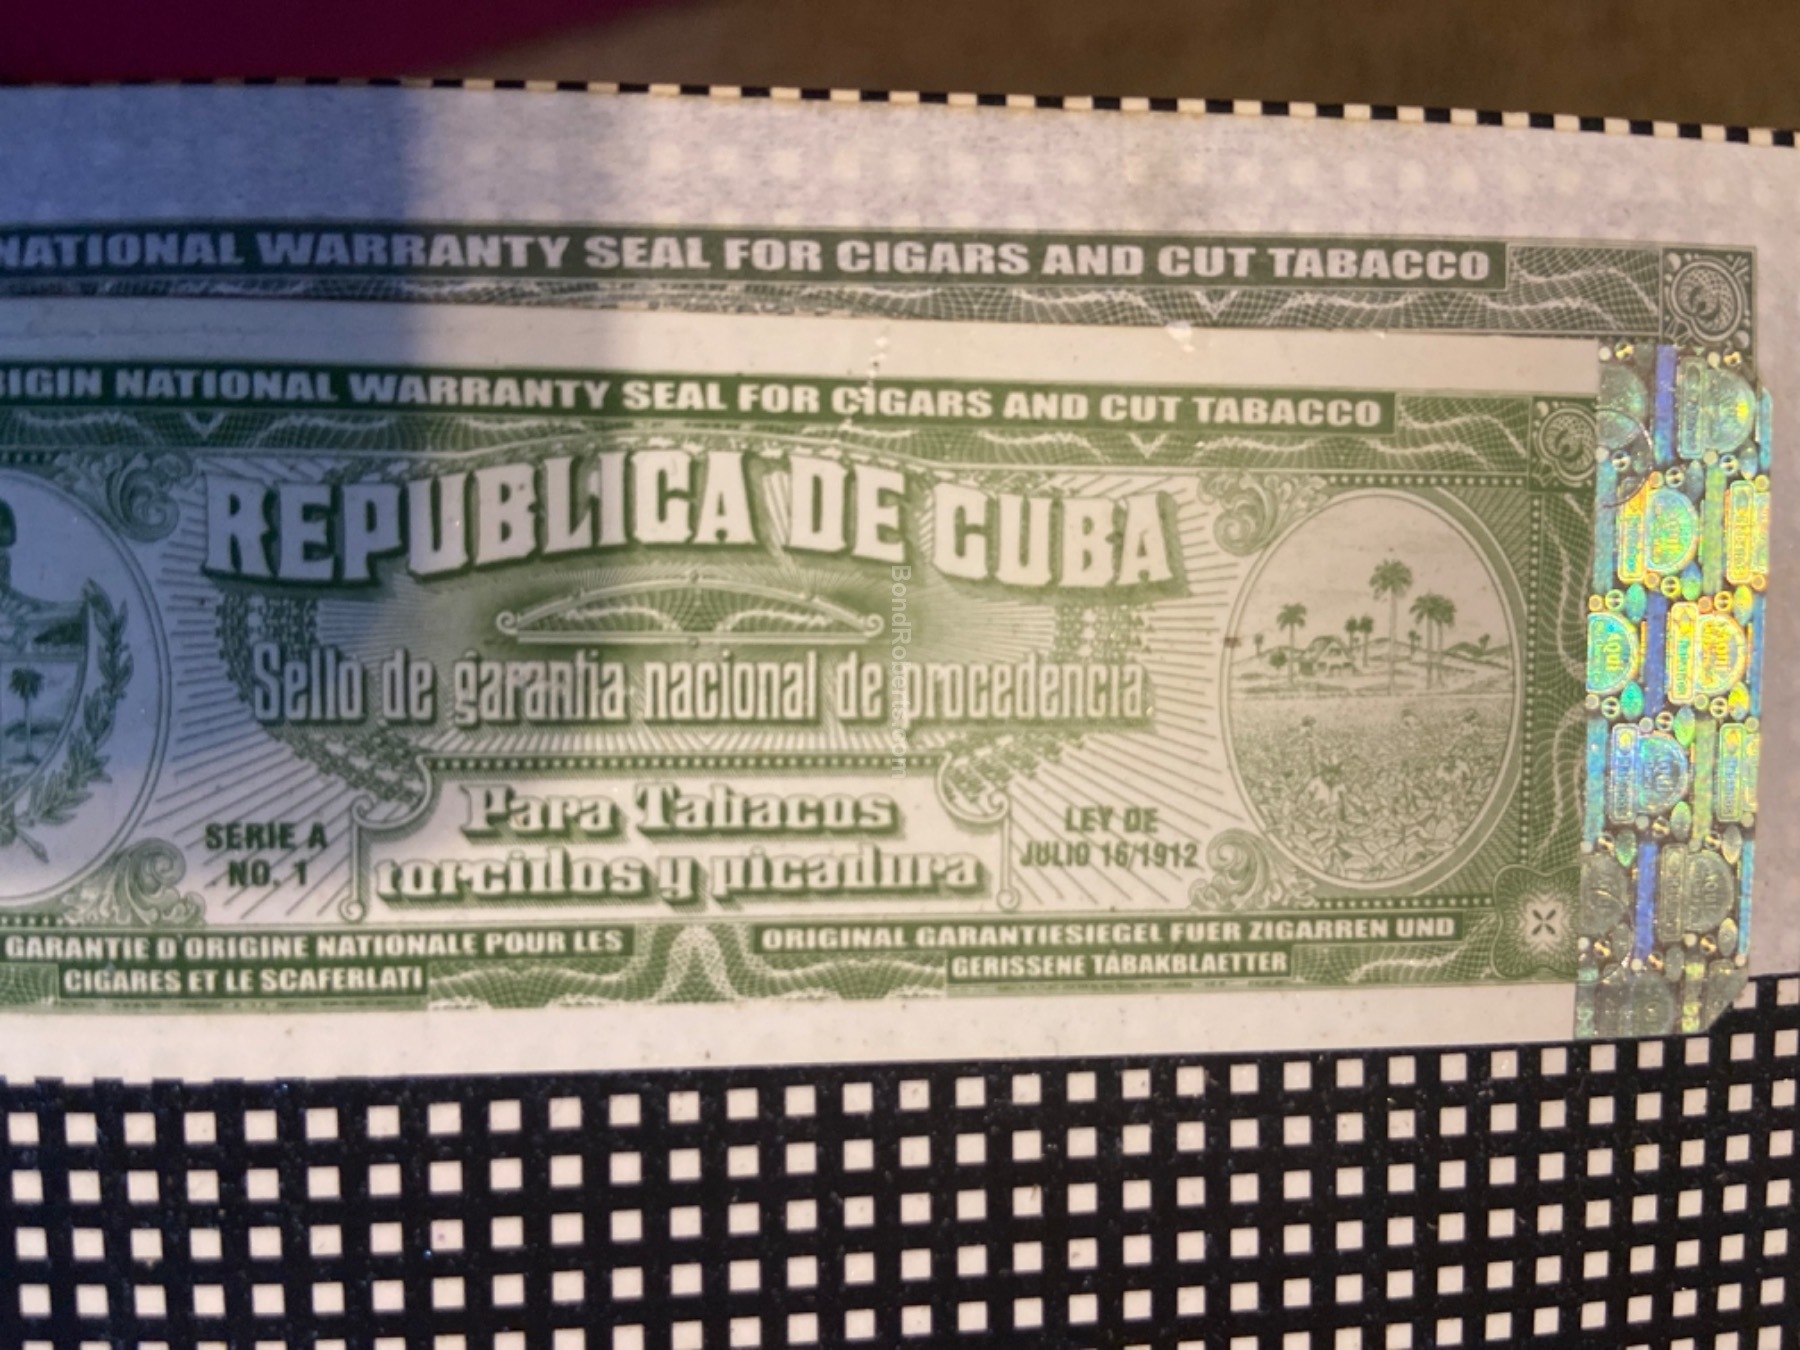 NATIONAL WARRANTY SEAL FOR CIGARS AND CUT TABACCO
RIGIN NATIONAL WARRANTY SEAL FOR CIGARS AND CUT TABACCO
REPUBLICA DE CUBA
Sello de garantia nacional de procedencia
Para Tabacos
torcidos y picadura
SERIE A
NO. 1
LEY DE
JULIO 16/1912
GARANTIE D'ORIGINE NATIONALE POUR LES
CIGARES ET LE SCAFERLATI
ORIGINAL GARANTIESIEGEL FUER ZIGARREN UND
GERISSENE TABAKBLAETTER
BondRoberts.com